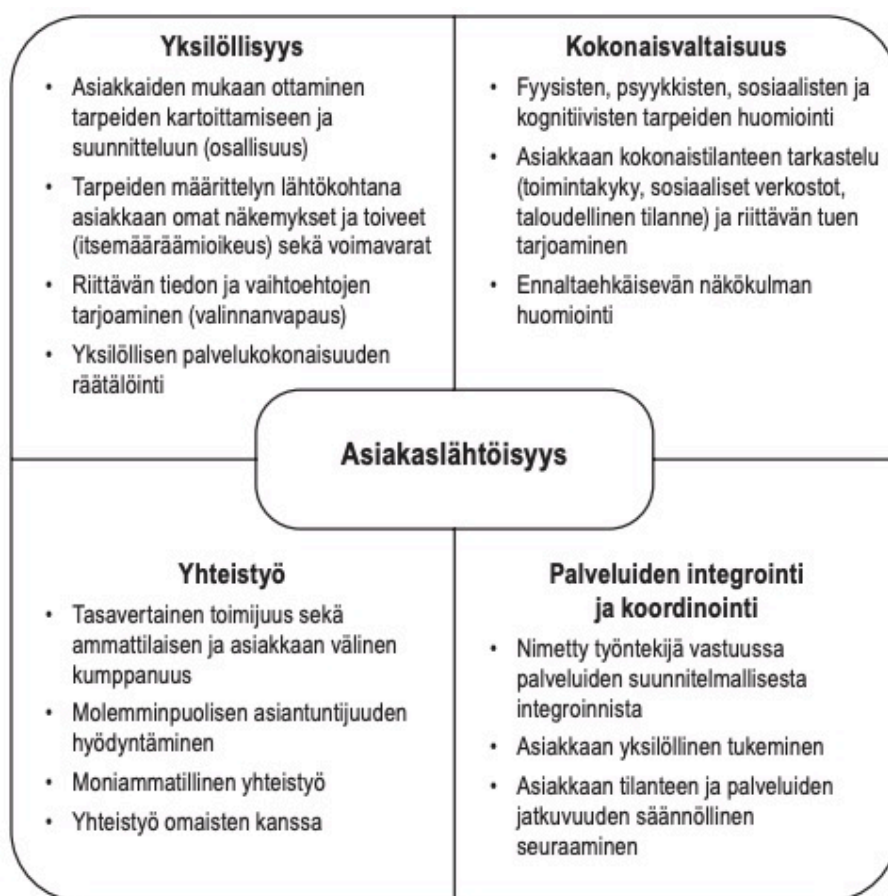 Yksilöllisyys
• Asiakkaiden mukaan ottaminen
tarpeiden kartoittamiseen ja
suunnitteluun (osallisuus)
• Tarpeiden määrittelyn lähtökohtana
asiakkaan omat näkemykset ja toiveet
(itsemääräämioikeus) sekä voimavarat
• Riittävän tiedon ja vaihtoehtojen
tarjoaminen (valinnanvapaus)
• Yksilöllisen palvelukokonaisuuden
räätälöinti
Kokonaisvaltaisuus
• Fyysisten, psyykkisten, sosiaalisten ja
kognitiivisten tarpeiden huomiointi
• Asiakkaan kokonaistilanteen tarkastelu
(toimintakyky, sosiaaliset verkostot,
taloudellinen tilanne) ja riittävän tuen
tarjoaminen
• Ennaltaehkäisevän näkökulman
huomiointi
Asiakaslähtöisyys
Yhteistyö
• Tasavertainen toimijuus sekä
ammattilaisen ja asiakkaan välinen
kumppanuus
• Molemminpuolisen asiantuntijuuden
hyödyntäminen
• Moniammatillinen yhteistyö
• Yhteistyö omaisten kanssa
Palveluiden integrointi
ja koordinointi
• Nimetty työntekijä vastuussa
palveluiden suunnitelmallisesta
integroinnista
• Asiakkaan yksilöllinen tukeminen
• Asiakkaan tilanteen ja palveluiden
jatkuvuuden säännöllinen
seuraaminen